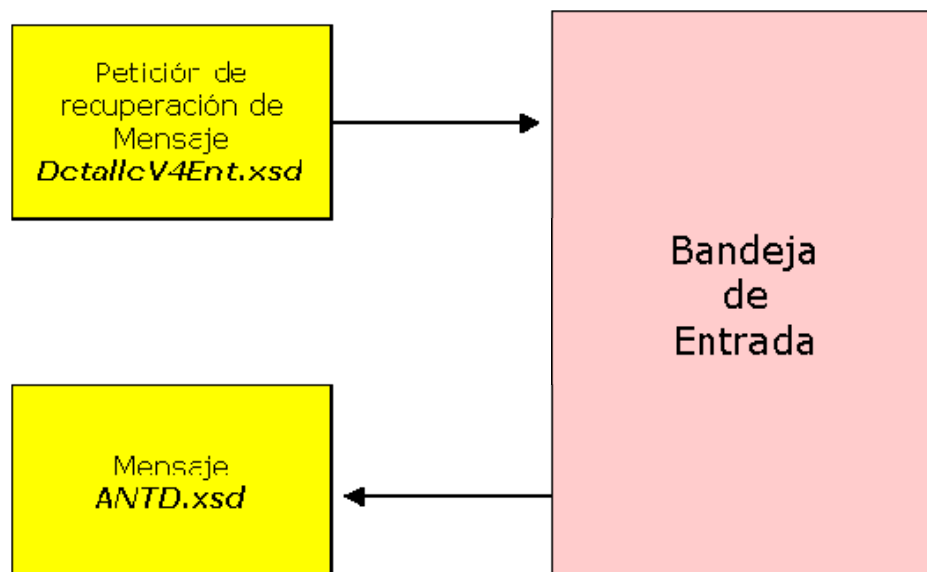 Petición de
recuperación de
Mensaje
DetalleV4Ent.xsd
Bandeja
de
Entrada
Mensaje
ANTD.xsd